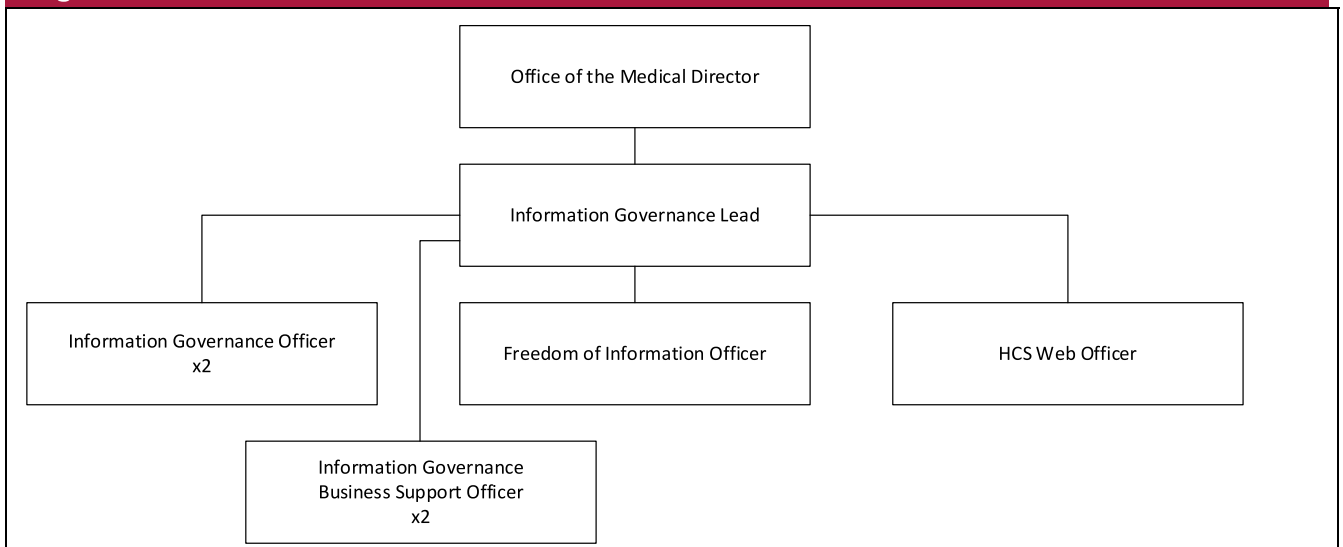 Office of the Medical Director
Information Governance Lead
Information Governance Officer
x2
Freedom of Information Officer
HCS Web Officer
Information Governance
Business Support Officer
x2